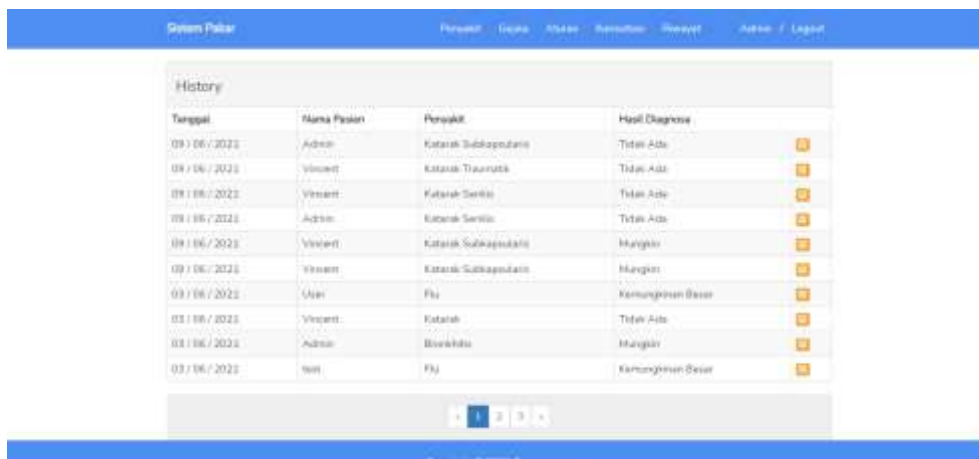 Sistem Pakar Penyakit Gejala Aturan Konsultasi Riwayat Admin / Logout
History
Tanggal Nama Pasien Penyakit Hasil Diagnosa
09 / 06 / 2021 Admin Katarak Subkapsularis Tidak Ada
09 / 06 / 2021 Vincent Katarak Traumatik Tidak Ada
09 / 06 / 2021 Vincent Katarak Senilis Tidak Ada
09 / 06 / 2021 Admin Katarak Senilis Tidak Ada
09 / 06 / 2021 Vincent Katarak Subkapsularis Mungkin
09 / 06 / 2021 Vincent Katarak Subkapsularis Mungkin
03 / 06 / 2021 User Flu Kemungkinan Besar
03 / 06 / 2021 Vincent Katarak Tidak Ada
03 / 06 / 2021 Admin Mungkin
03 / 06 / 2021 test Flu Kemungkinan Besar
‹ 1 2 3 ›